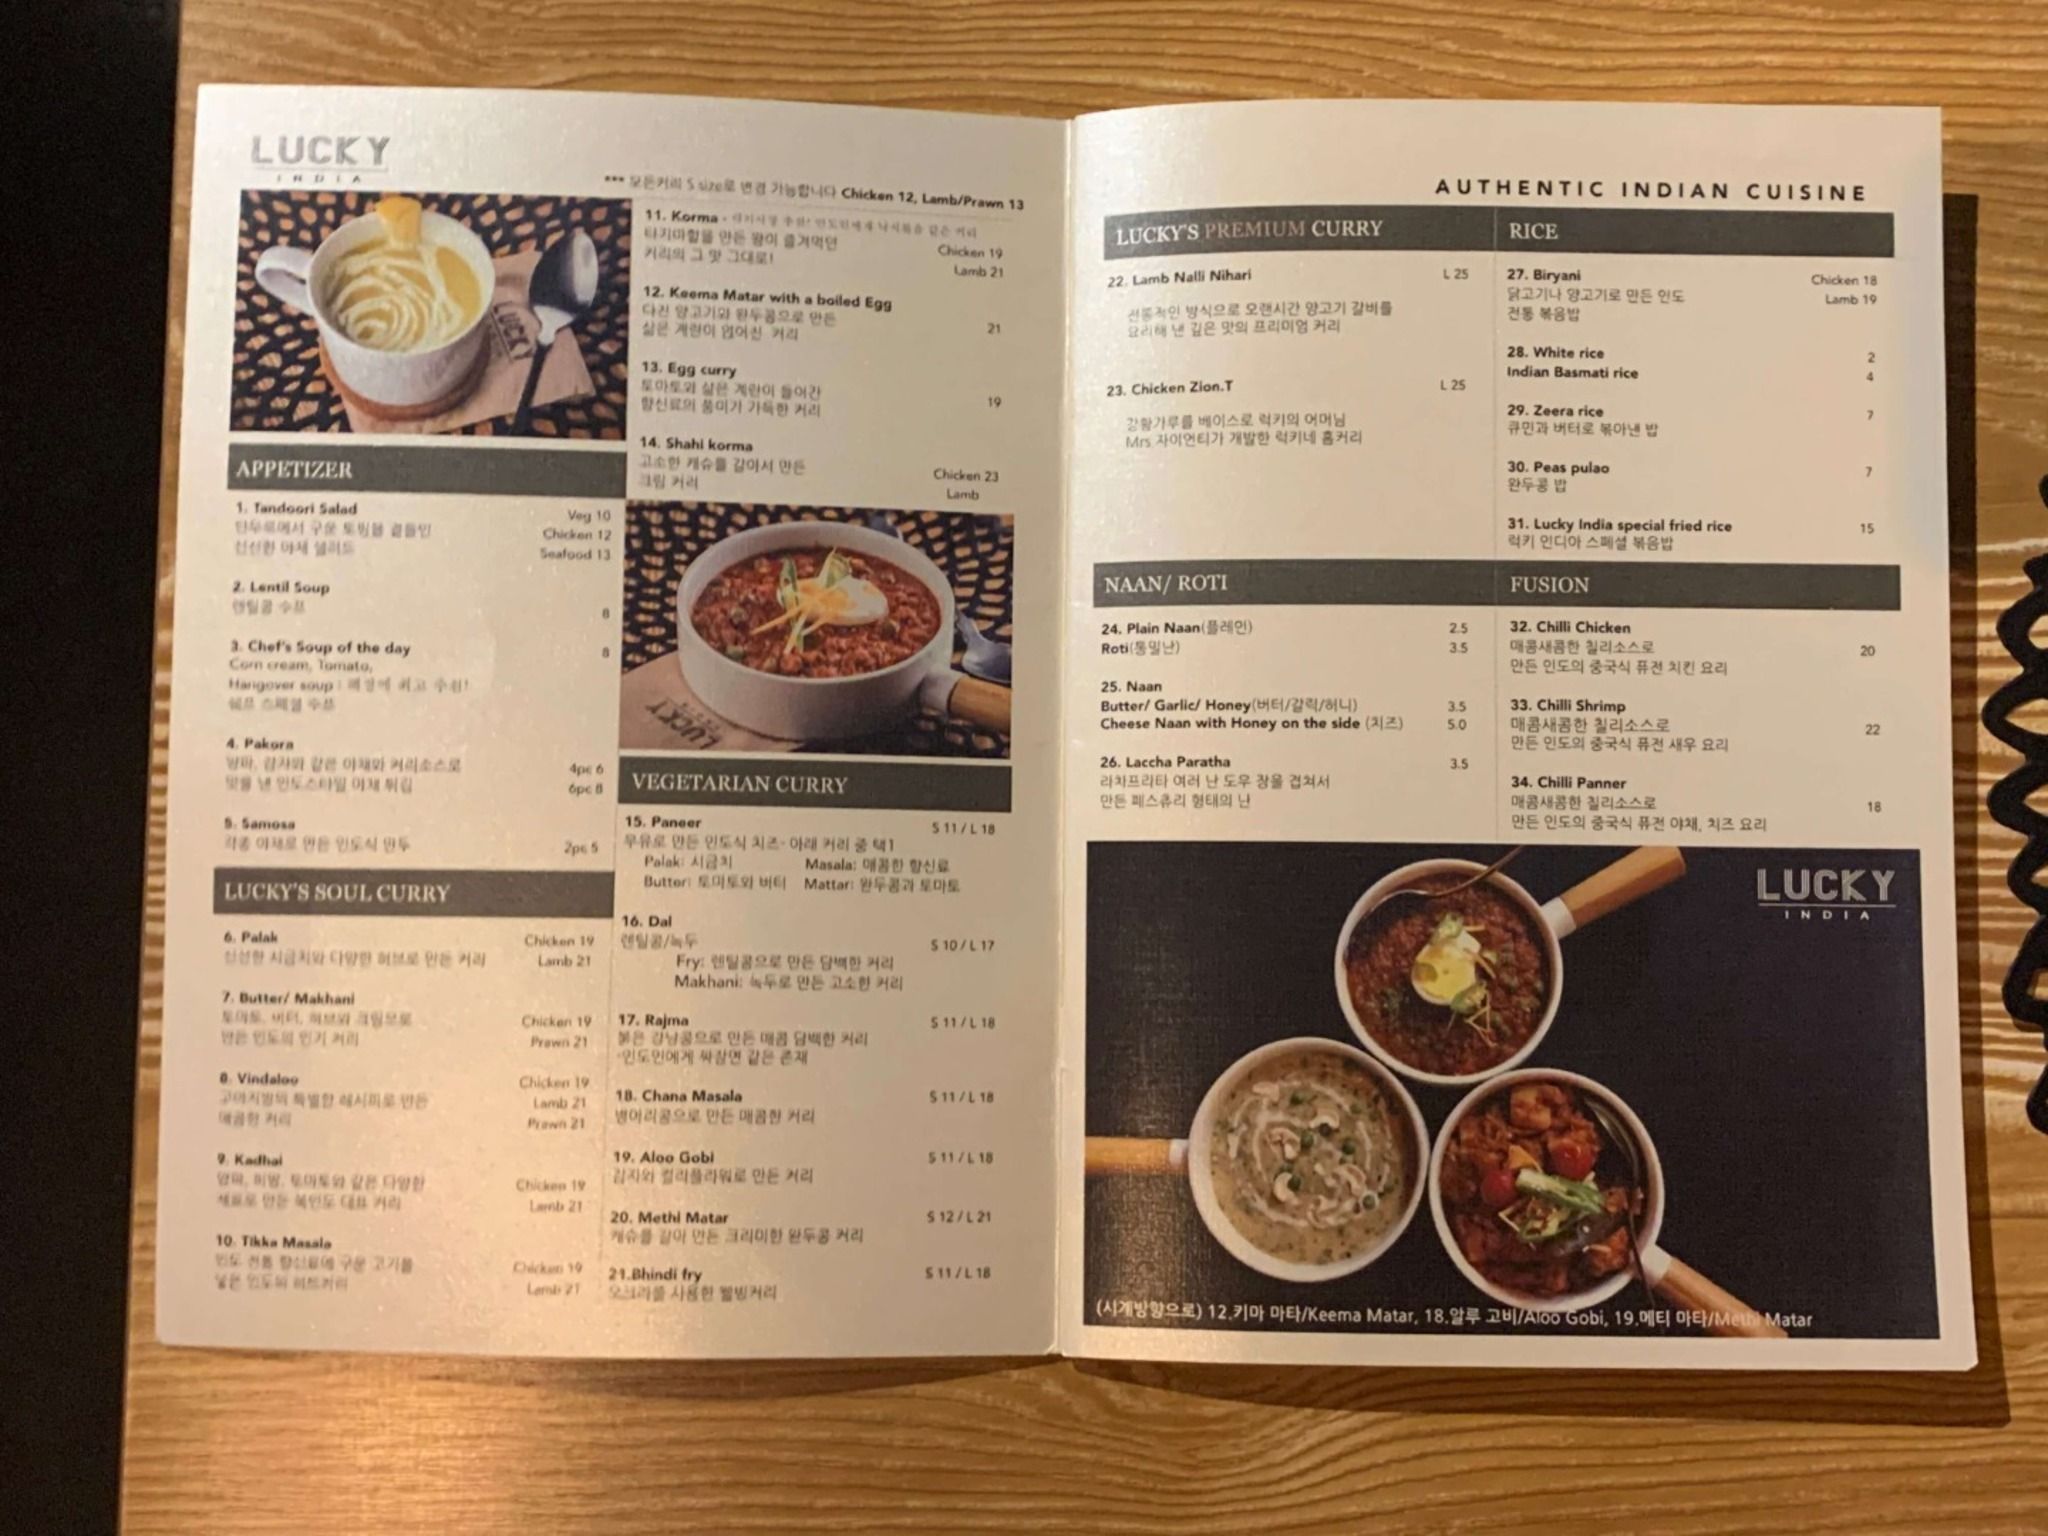 LUCKY
INDIA
*** 모든커리 S size로 변경 가능합니다 Chicken 12, Lamb/Prawn 13
APPETIZER
1. Tandoori Salad Veg 10
탄두르에서 구운 토핑을 곁들인 Chicken 12
신선한 야채 샐러드 Seafood 13
2. Lentil Soup
렌틸콩 수프 8
3. Chef's Soup of the day 8
Corn cream, Tomato,
Hangover soup : 해장에 최고 수프!
쉐프 스페셜 수프
4. Pakora
양파, 감자와 같은 야채와 커리소스로 4pc 6
맛을 낸 인도스타일 야채 튀김 6pc 8
5. Samosa
각종 야채로 만든 인도식 만두 2pc 5
LUCKY'S SOUL CURRY
6. Palak Chicken 19
신선한 시금치와 다양한 허브로 만든 커리 Lamb 21
7. Butter/ Makhani
토마토, 버터, 허브와 크림으로 Chicken 19
만든 인도의 인기 커리 Prawn 21
8. Vindaloo Chicken 19
고아지방의 특별한 레시피로 만든 Lamb 21
매콤한 커리 Prawn 21
9. Kadhai
양파, 피망, 토마토와 같은 다양한 Chicken 19
재료로 만든 북인도 대표 커리 Lamb 21
10. Tikka Masala
인도 전통 향신료에 구운 고기를 Chicken 19
넣은 인도의 히트커리 Lamb 21
11. Korma -
타지마할을 만든 왕이 즐겨먹던 Chicken 19
커리의 그 맛 그대로! Lamb 21
12. Keema Matar with a boiled Egg
다진 양고기와 완두콩으로 만든
삶은 계란이 얹어진 커리 21
13. Egg curry
토마토와 삶은 계란이 들어간
향신료의 풍미가 가득한 커리 19
14. Shahi korma
고소한 캐슈를 갈아서 만든 Chicken 23
크림 커리 Lamb
VEGETARIAN CURRY
15. Paneer S 11 / L 18
우유로 만든 인도식 치즈- 아래 커리 중 택1
Palak: 시금치 Masala: 매콤한 향신료
Butter: 토마토와 버터 Mattar: 완두콩과 토마토
16. Dal
렌틸콩/녹두 S 10 / L 17
Fry: 렌틸콩으로 만든 담백한 커리
Makhani: 녹두로 만든 고소한 커리
17. Rajma S 11 / L 18
붉은 강낭콩으로 만든 매콤 담백한 커리
-인도인에게 짜장면 같은 존재
18. Chana Masala S 11 / L 18
병아리콩으로 만든 매콤한 커리
19. Aloo Gobi S 11 / L 18
감자와 컬리플라워로 만든 커리
20. Methi Matar S 12 / L 21
캐슈를 갈아 만든 크리미한 완두콩 커리
21.Bhindi fry S 11 / L 18
오크라를 사용한 웰빙커리
AUTHENTIC INDIAN CUISINE
LUCKY'S PREMIUM CURRY
22. Lamb Nalli Nihari L 25
전통적인 방식으로 오랜시간 양고기 갈비를
요리해 낸 깊은 맛의 프리미엄 커리
23. Chicken Zion.T L 25
강황가루를 베이스로 럭키의 어머님
Mrs 자이언티가 개발한 럭키네 홈커리
NAAN/ ROTI
24. Plain Naan(플레인) 2.5
Roti(통밀난) 3.5
25. Naan
Butter/ Garlic/ Honey(버터/갈릭/허니) 3.5
Cheese Naan with Honey on the side (치즈) 5.0
26. Laccha Paratha 3.5
라차프라타 여러 난 도우 장을 겹쳐서
만든 페스츄리 형태의 난
RICE
27. Biryani Chicken 18
닭고기나 양고기로 만든 인도 Lamb 19
전통 볶음밥
28. White rice 2
Indian Basmati rice 4
29. Zeera rice 7
큐민과 버터로 볶아낸 밥
30. Peas pulao 7
완두콩 밥
31. Lucky India special fried rice 15
럭키 인디아 스페셜 볶음밥
FUSION
32. Chilli Chicken
매콤새콤한 칠리소스로 20
만든 인도의 중국식 퓨전 치킨 요리
33. Chilli Shrimp
매콤새콤한 칠리소스로 22
만든 인도의 중국식 퓨전 새우 요리
34. Chilli Panner
매콤새콤한 칠리소스로 18
만든 인도의 중국식 퓨전 야채, 치즈 요리
LUCKY
INDIA
(시계방향으로) 12.키마 마타/Keema Matar, 18.알루 고비/Aloo Gobi, 19.메티 마타/Methi Matar